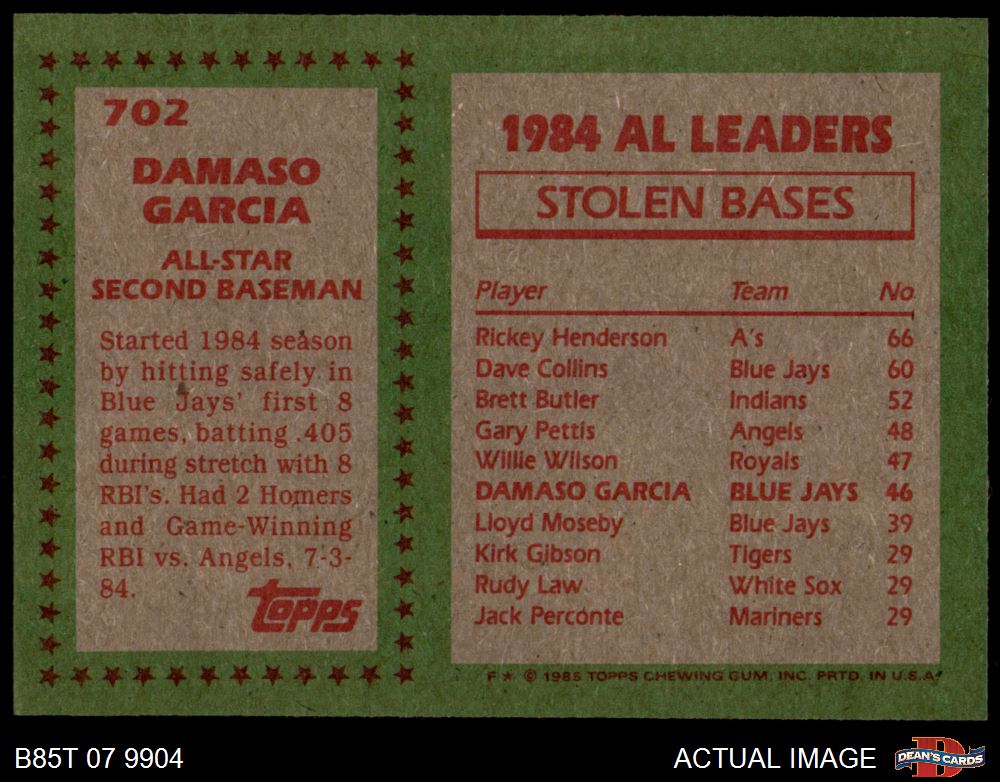 702
DAMASO
GARCIA
ALL-STAR
SECOND BASEMAN
Started 1984 season
by hitting safely in
Blue Jays' first 8
games, batting .405
during stretch with 8
RBI's. Had 2 Homers
and Game-Winning
RBI vs. Angels, 7-3-
84.
TOPPS
1984 AL LEADERS
STOLEN BASES
Player Team No
Rickey Henderson A's 66
Dave Collins Blue Jays 60
Brett Butler Indians 52
Gary Pettis Angels 48
Willie Wilson Royals 47
DAMASO GARCIA BLUE JAYS 46
Lloyd Moseby Blue Jays 39
Kirk Gibson Tigers 29
Rudy Law White Sox 29
Jack Perconte Mariners 29
F ★ © 1985 TOPPS CHEWING GUM, INC. PRTD. IN U.S.A.
B85T 07 9904
ACTUAL IMAGE
D
DEAN'S CARDS